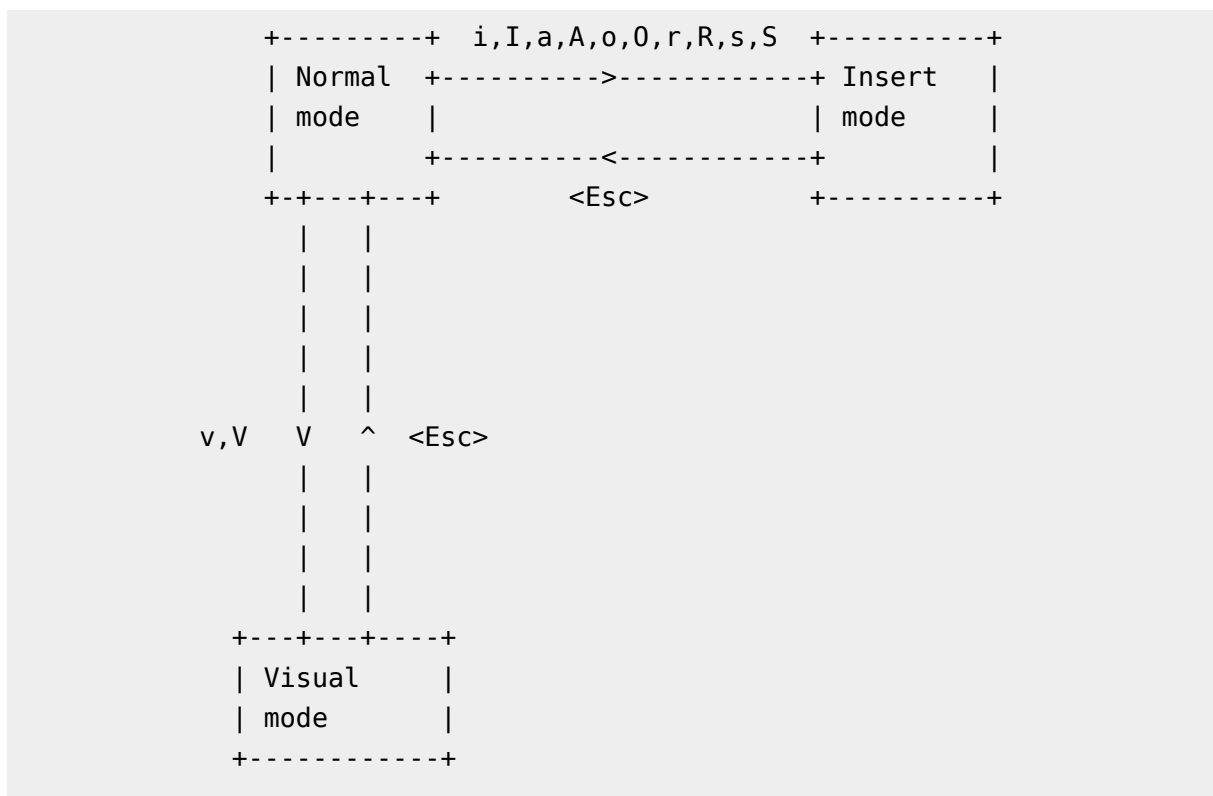 +---------+  i,I,a,A,o,O,r,R,s,S  +----------+
| Normal  +---------->------------+ Insert   |
| mode    |                       | mode     |
|         +----------<------------+          |
+-+---+---+        <Esc>          +----------+
  |   |
  |   |
  |   |
  |   |
  |   |
v,V   V   ^  <Esc>
  |   |
  |   |
  |   |
  |   |
+---+---+----+
| Visual     |
| mode       |
+------------+